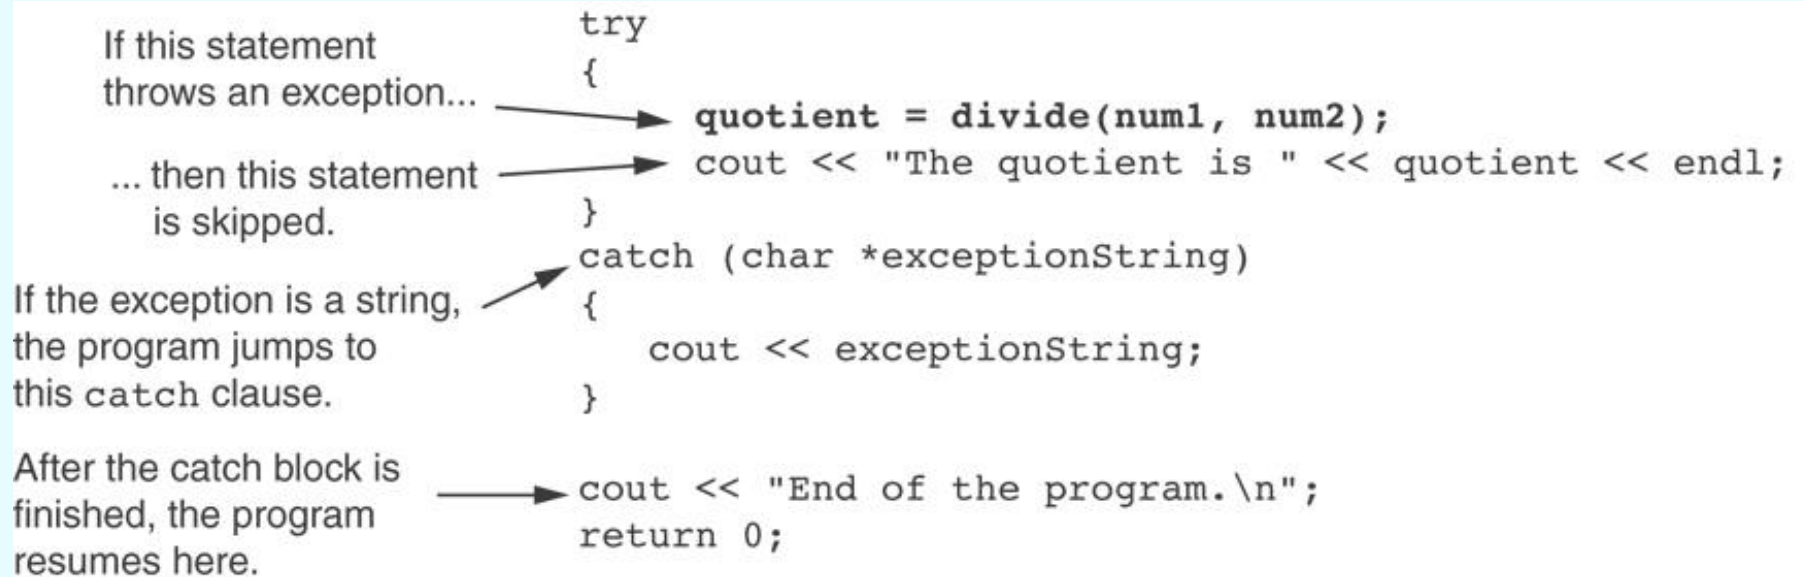 If this statement
throws an exception...
... then this statement
is skipped.
If the exception is a string,
the program jumps to
this catch clause.
After the catch block is
finished, the program
resumes here.
try
{
quotient = divide(num1, num2);
cout << "The quotient is " << quotient << endl;
}
catch (char *exceptionString)
{
cout << exceptionString;
}
cout << "End of the program.\n";
return 0;